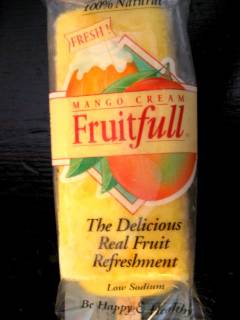 100% Natural
FRESH!
MANGO CREAM
Fruitfull
The Delicious
Real Fruit
Refreshment
Low Sodium
Be Happy & Healthy